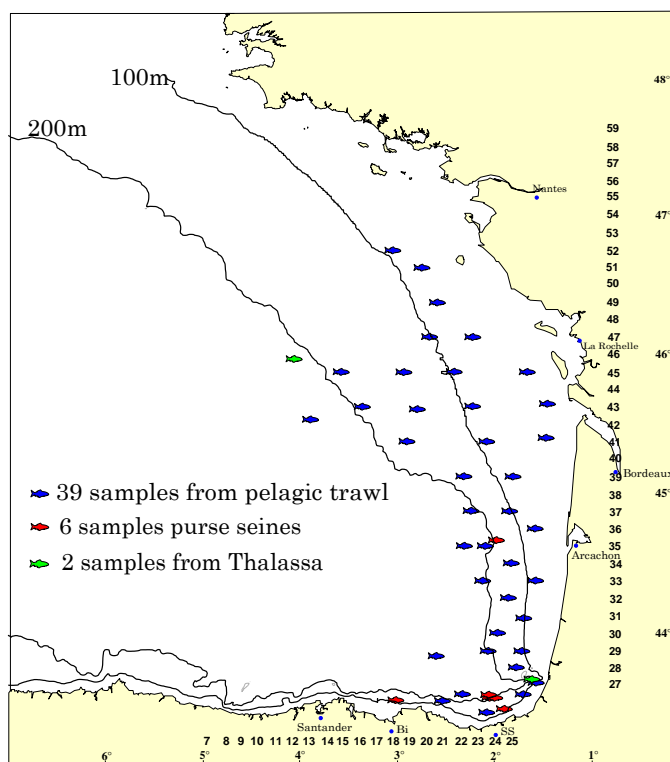 100m
48°
200m
59
58
57
56
Nantes
55
54
47°
53
52
51
50
49
48
47
La Rochelle
46
46°
45
44
43
42
41
40
39
Bordeaux
39 samples from pelagic trawl
45°
38
6 samples purse seines
37
36
35
Arcachon
2 samples from Thalassa
34
33
32
31
30
44°
29
28
27
Santander
Bi
SS
7 8 9 10 11 12 13 14 15 16 17 18 19 20 21 22 23 24 25
6° 5° 4° 3° 2° 1°